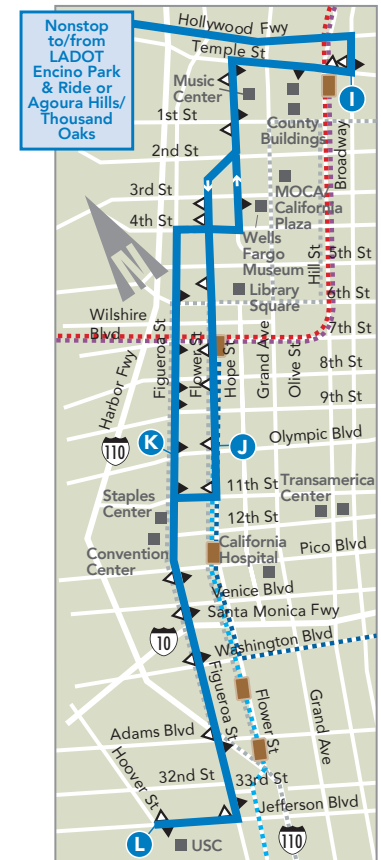 Nonstop
to/from
LADOT
Encino Park
& Ride or
Agoura Hills/
Thousand
Oaks
Hollywood Fwy
Temple St
Music
Center
I
1st St
County
Buildings
Broadway
2nd St
3rd St
MOCA/
California
Plaza
4th St
Wells
Fargo
Museum
Hill St
5th St
N
Library
Square
6th St
Wilshire
Blvd
7th St
Harbor Fwy
Figueroa St
Flower St
Hope St
Grand Ave
Olive St
8th St
9th St
110
K
J
Olympic Blvd
11th St
Transamerica
Center
Staples
Center
12th St
Convention
Center
California
Hospital
Pico Blvd
Venice Blvd
Santa Monica Fwy
10
Washington Blvd
Figueroa St
Flower St
Grand Ave
Adams Blvd
Hoover St
32nd St
33rd St
Jefferson Blvd
L
USC
110